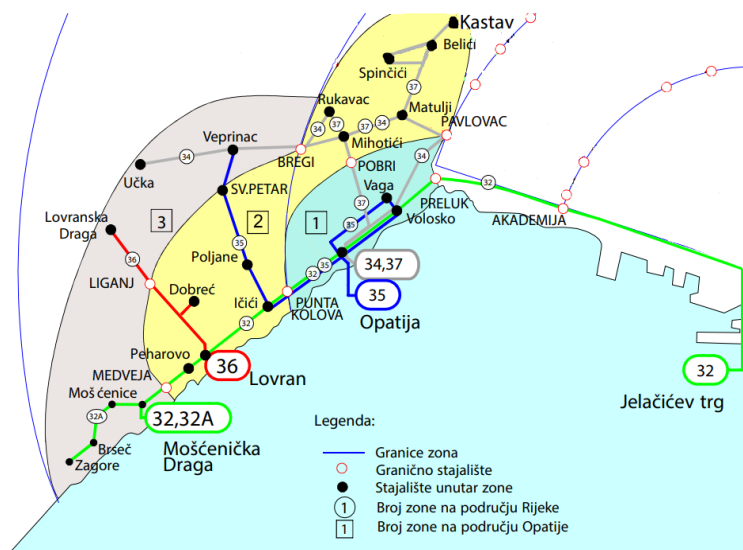 Kastav
Belići
Spinčići
37
Rukavac
Matulji
37
37
34
34
PAVLOVAC
Veprinac
Mihotići
34
BREGI
POBRI
34
Učka
SV.PETAR
Vaga
PRELUK
32
37
Volosko
AKADEMIJA
Lovranska
Draga
3
2
1
35
35
36
Poljane
35
32
34,37
LIGANJ
Dobreć
35
Ičići
PUNTA
KOLOVA
Opatija
32
Peharovo
36
Lovran
32
MEDVEJA
Jelačićev trg
Mošćenice
32A
32,32A
Mošćenička
Draga
Brseč
Zagore
Legenda:
Granice zona
Granično stajalište
Stajalište unutar zone
1 Broj zone na području Rijeke
1 Broj zone na području Opatije